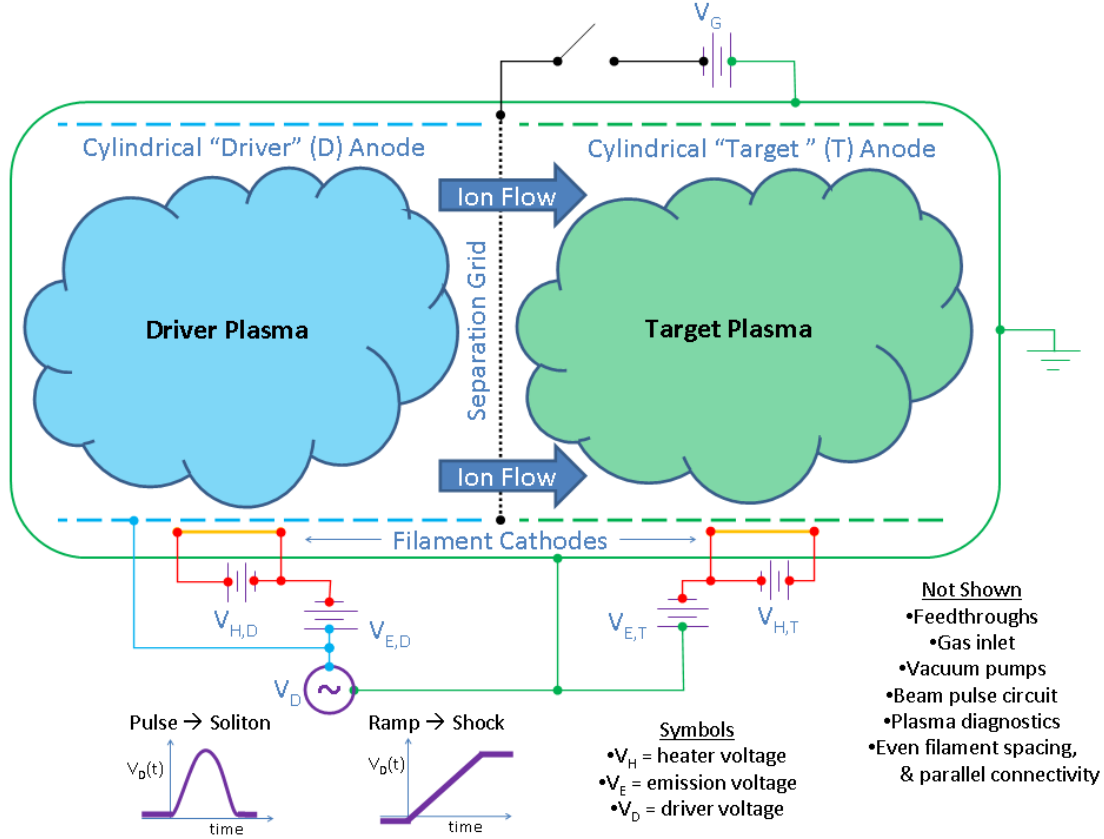 V_G
Cylindrical “Driver” (D) Anode
Cylindrical “Target ” (T) Anode
Ion Flow
Separation Grid
Driver Plasma
Target Plasma
Ion Flow
Filament Cathodes
V_H,D
V_E,D
V_E,T
V_H,T
V_D
~
Not Shown
•Feedthroughs
•Gas inlet
•Vacuum pumps
•Beam pulse circuit
•Plasma diagnostics
•Even filament spacing,
& parallel connectivity
Pulse → Soliton
V_D(t)
time
Ramp → Shock
V_D(t)
time
Symbols
•V_H = heater voltage
•V_E = emission voltage
•V_D = driver voltage